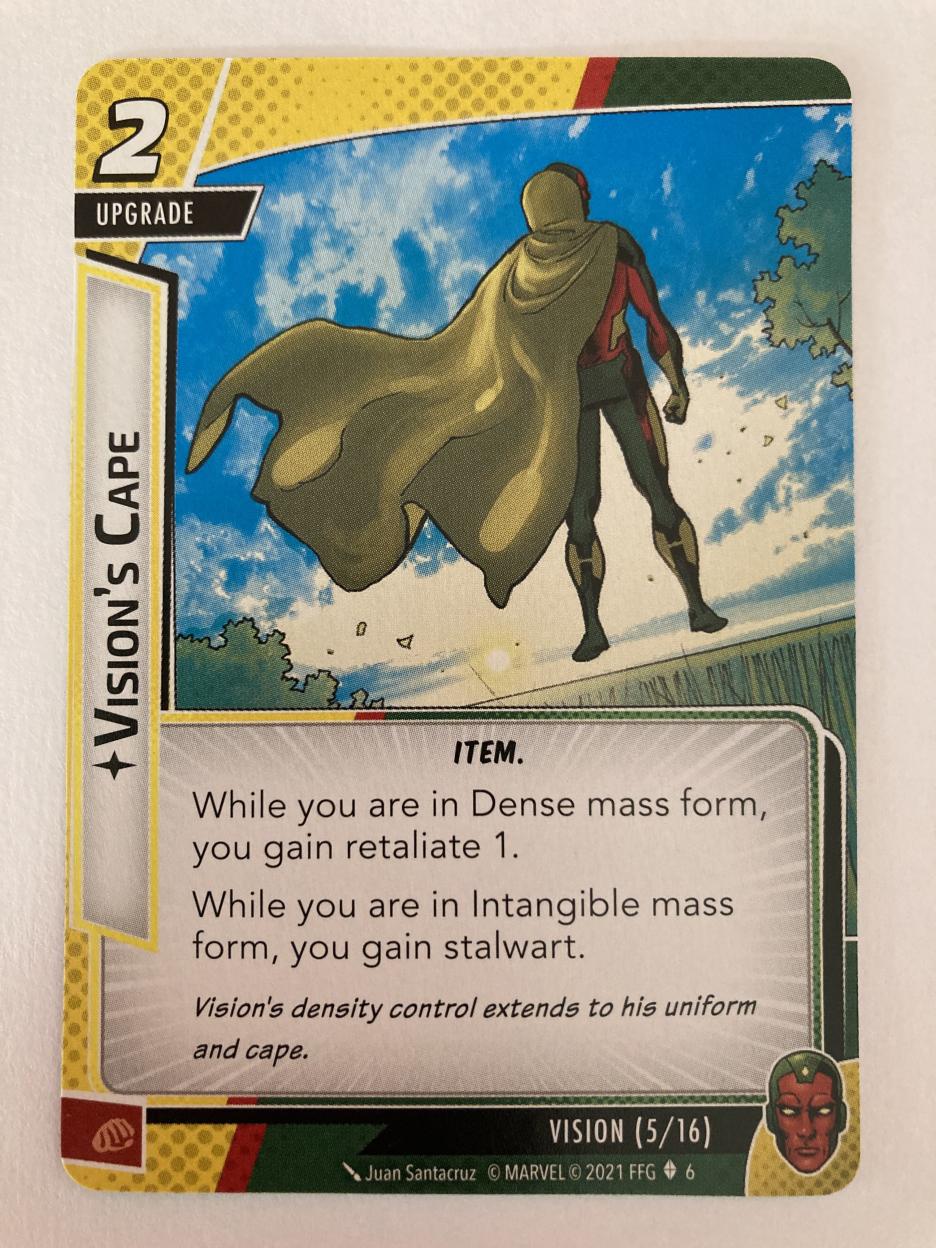 2
UPGRADE
VISION'S CAPE
ITEM.
While you are in Dense mass form,
you gain retaliate 1.
While you are in Intangible mass
form, you gain stalwart.
Vision's density control extends to his uniform
and cape.
VISION (5/16)
Juan Santacruz © MARVEL © 2021 FFG 6